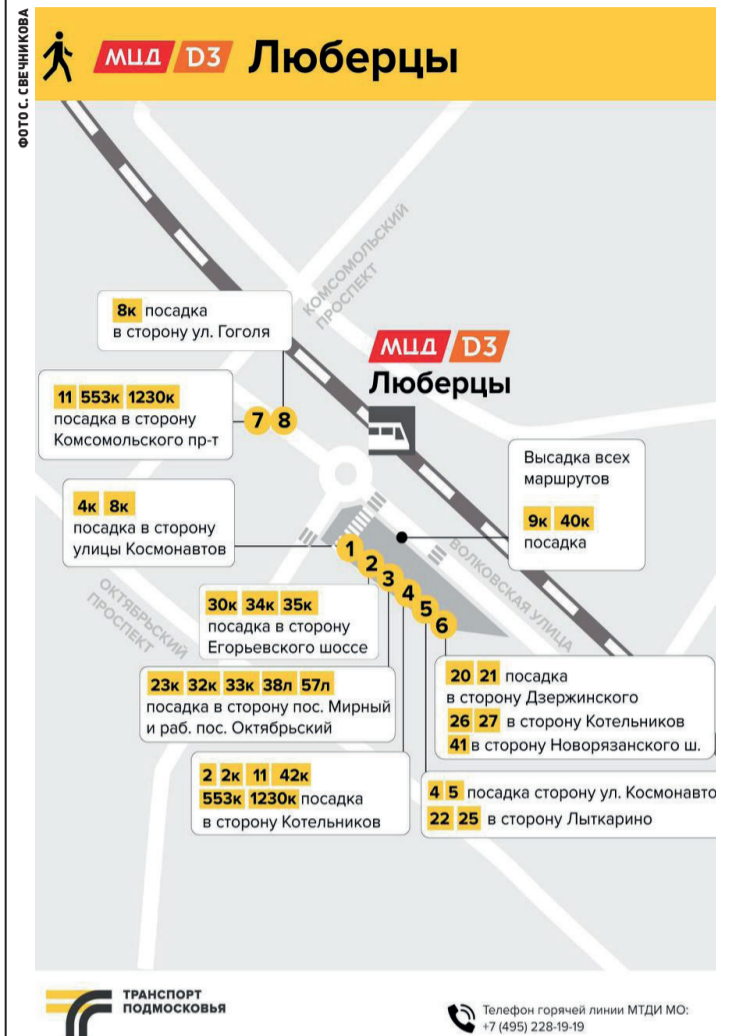 ФОТО С. СВЕЧНИКОВА
МЦД D3 Люберцы
КОМСОМОЛЬСКИЙ
ПРОСПЕКТ
8к посадка
в сторону ул. Гоголя
МЦД D3
Люберцы
11 553к 1230к
посадка в сторону
Комсомольского пр-т
7 8
Высадка всех
маршрутов
9к 40к
посадка
4к 8к
посадка в сторону
улицы Космонавтов
1
2
3
4
5
6
ВОЛКОВСКАЯ УЛИЦА
ОКТЯБРЬСКИЙ
ПРОСПЕКТ
30к 34к 35к
посадка в сторону
Егорьевского шоссе
23к 32к 33к 38л 57л
посадка в сторону пос. Мирный
и раб. пос. Октябрьский
20 21 посадка
в сторону Дзержинского
26 27 в сторону Котельников
41 в сторону Новорязанского ш.
2 2к 11 42к
553к 1230к посадка
в сторону Котельников
4 5 посадка сторону ул. Космонавто
22 25 в сторону Лыткарино
ТРАНСПОРТ
ПОДМОСКОВЬЯ
Телефон горячей линии МТДИ МО:
+7 (495) 228-19-19